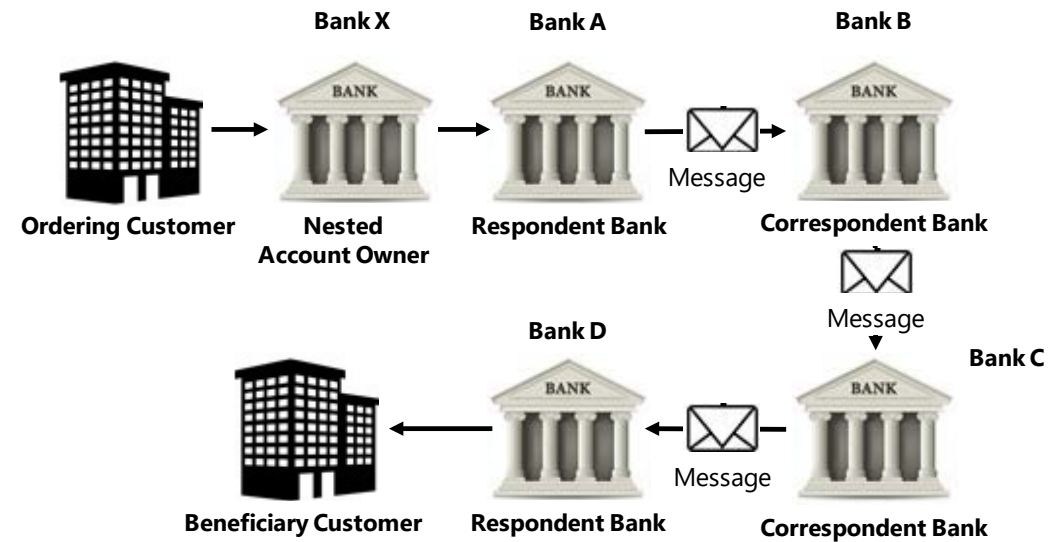 Bank X
Bank A
Bank B
BANK
BANK
BANK
Message
Ordering Customer
Nested
Account Owner
Respondent Bank
Correspondent Bank
Message
Bank D
Bank C
BANK
BANK
Message
Beneficiary Customer
Respondent Bank
Correspondent Bank